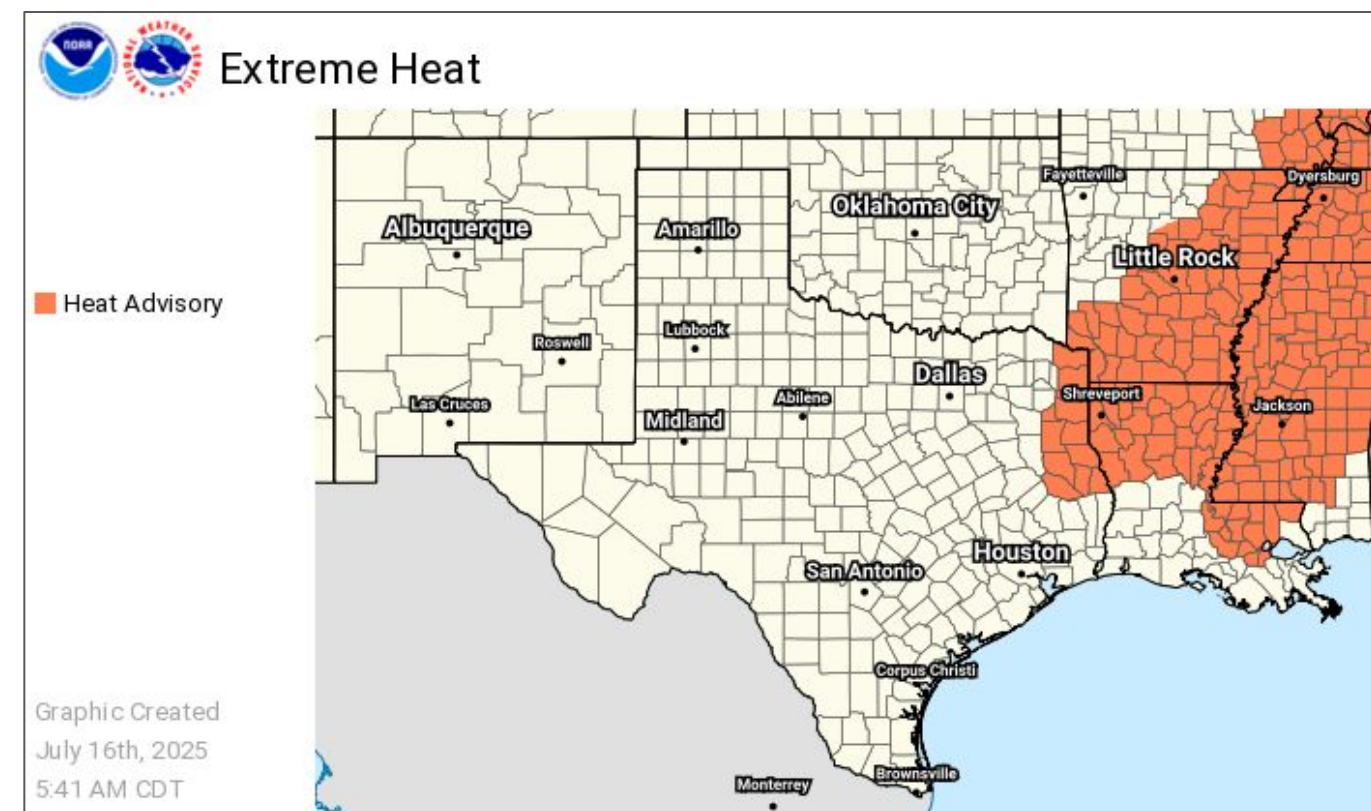 NOAA
NATIONAL WEATHER SERVICE
Extreme Heat
Heat Advisory
Fayetteville
Dyersburg
Oklahoma City
Albuquerque
Amarillo
Little Rock
Lubbock
Roswell
Dallas
Shreveport
Abilene
Las Cruces
Jackson
Midland
Houston
San Antonio
Corpus Christi
Brownsville
Monterrey
Graphic Created
July 16th, 2025
5:41 AM CDT